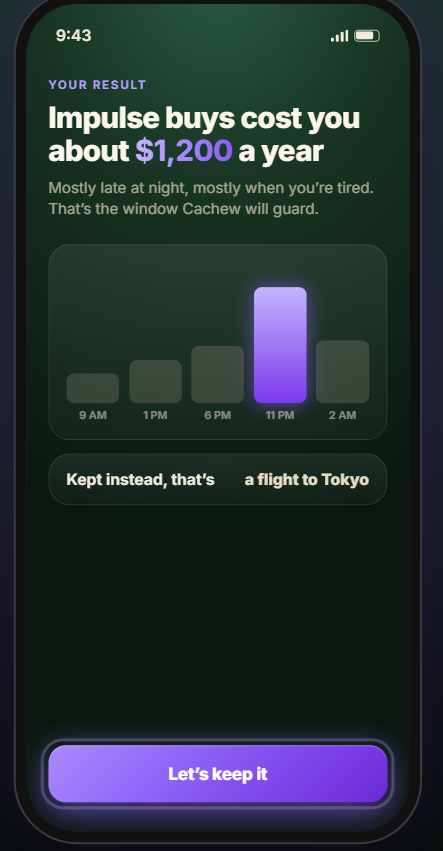 9:43
YOUR RESULT
Impulse buys cost you
about $1,200 a year
Mostly late at night, mostly when you’re tired.
That’s the window Cachew will guard.
9 AM 1 PM 6 PM 11 PM 2 AM
Kept instead, that’s a flight to Tokyo
Let’s keep it